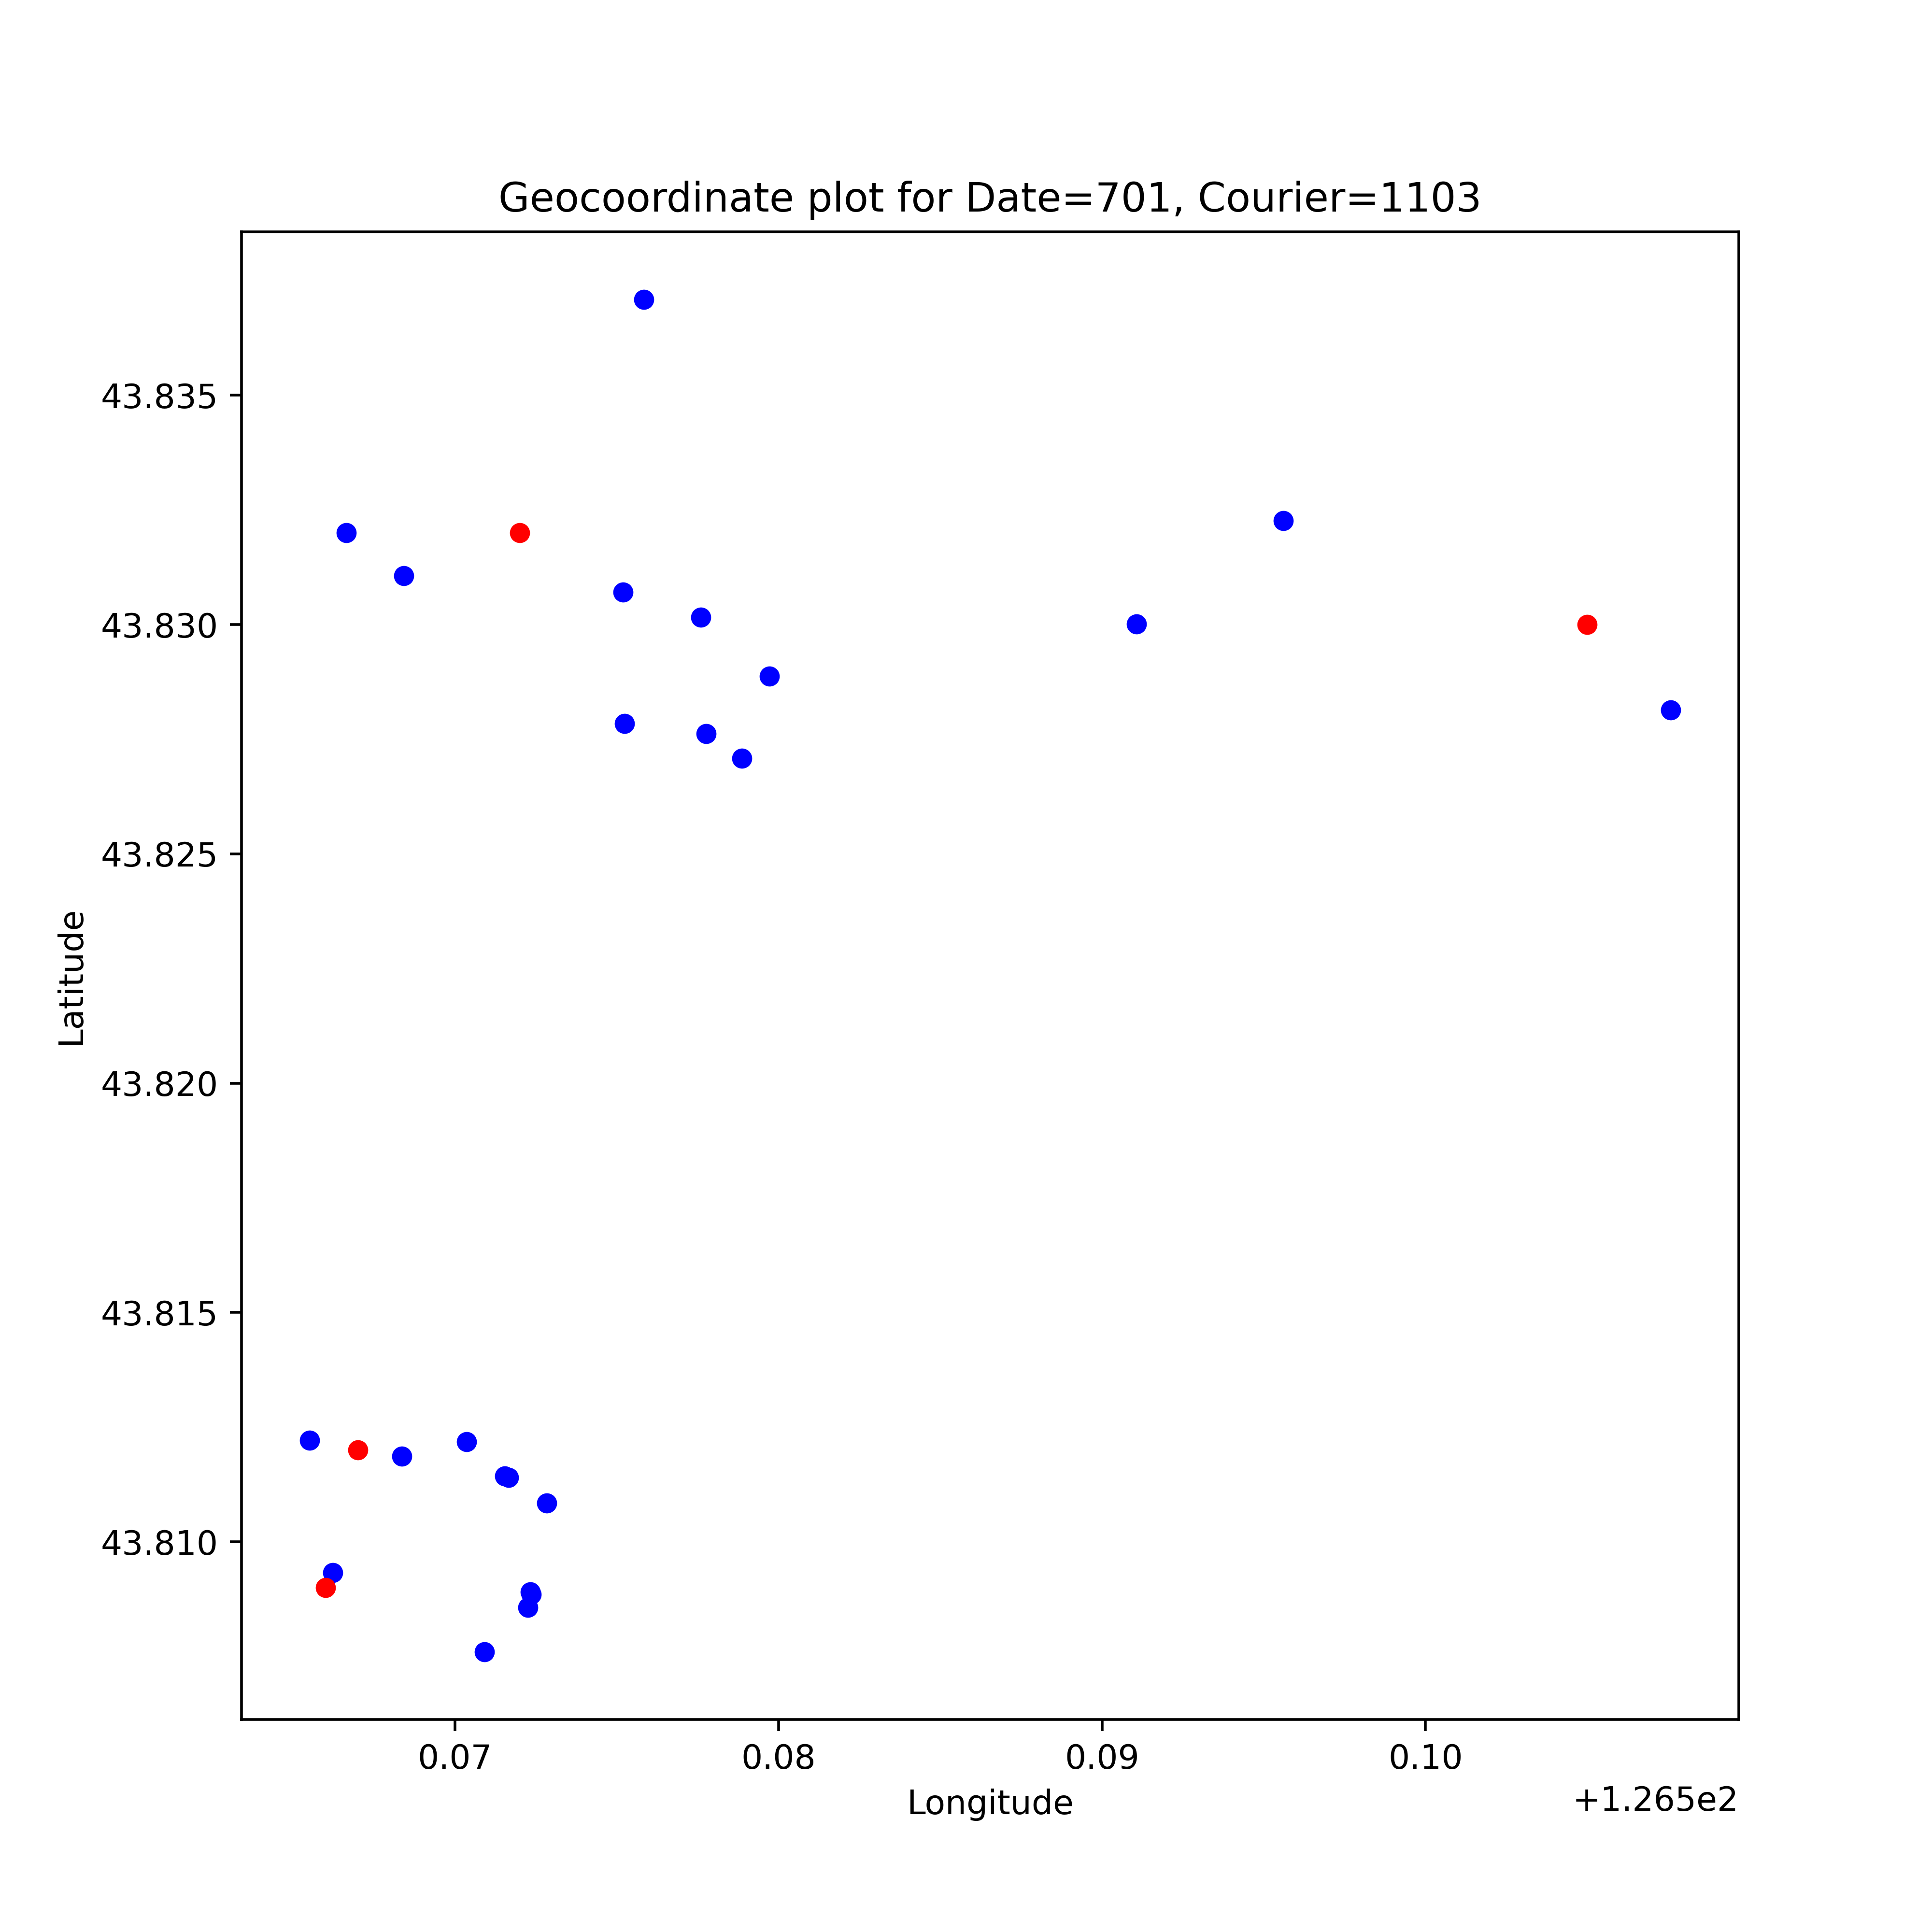 Geocoordinate plot for Date=701, Courier=1103
43.835
43.830
43.825
43.820
43.815
43.810
Latitude
0.07 0.08 0.09 0.10
Longitude
+1.265e2